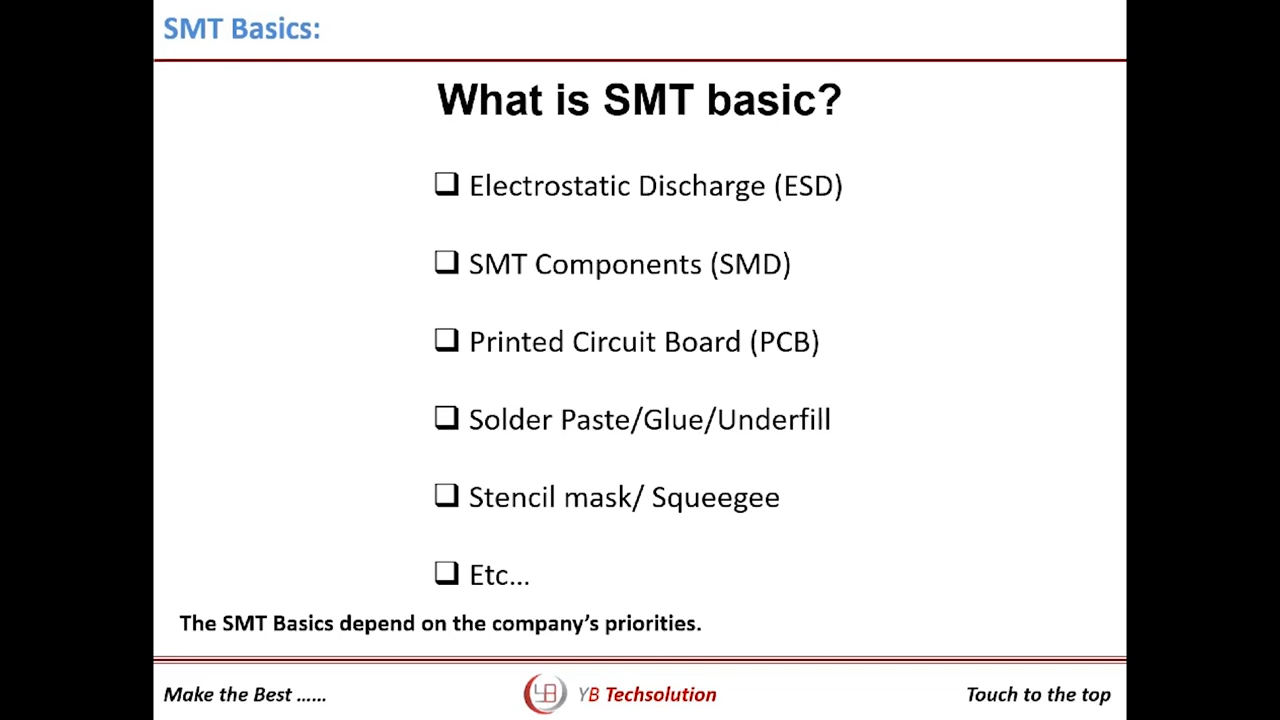 SMT Basics:
What is SMT basic?
Electrostatic Discharge (ESD)
SMT Components (SMD)
Printed Circuit Board (PCB)
Solder Paste/Glue/Underfill
Stencil mask/ Squeegee
Etc...
The SMT Basics depend on the company’s priorities.
Make the Best ......
YB YB Techsolution
Touch to the top